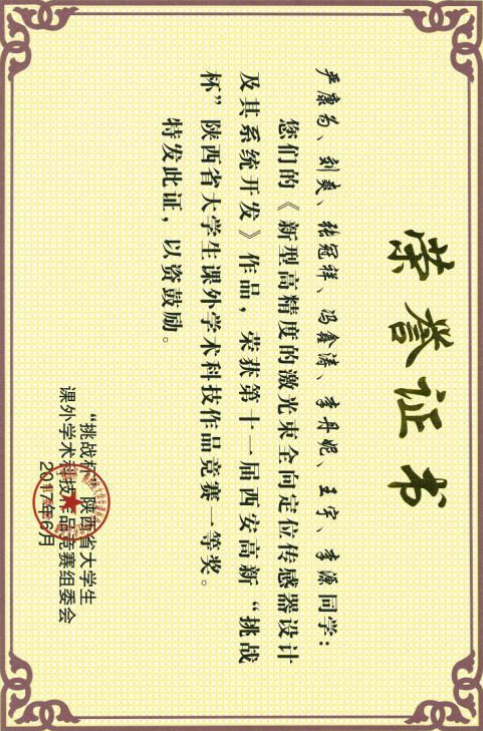 荣誉证书
严康为、刘爽、张冠祥、冯鑫涛、李丹妮、王宇、李源同学：
您们的《新型高精度的激光束全向定位传感器设计
及其系统开发》作品，荣获第十一届西安高新“挑战
杯”陕西省大学生课外学术科技作品竞赛一等奖。
特发此证，以资鼓励。
“挑战杯”陕西省大学生
课外学术科技作品竞赛组委会
2017年6月